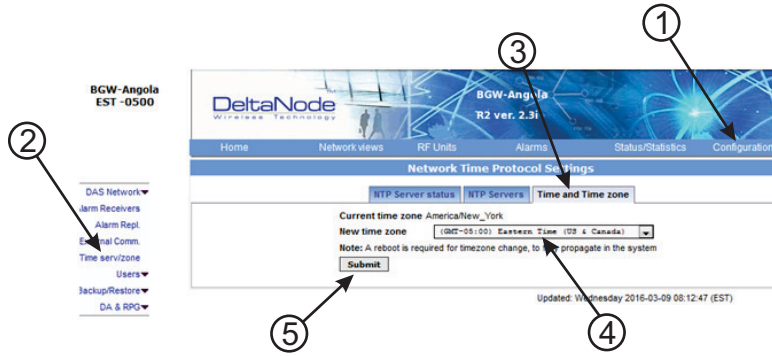 1
3
BGW-Angola
EST -0500
DeltaNode
Wireless Technology
BGW-Angola
R2 ver. 2.3i
2
Home Network views RF Units Alarms Status/Statistics Configuration
Network Time Protocol Settings
DAS Network
Alarm Receivers
Alarm Repl.
External Comm.
Time serv/zone
Users
Backup/Restore
DA & RPG
NTP Server status NTP Servers Time and Time zone
Current time zone America/New_York
New time zone (GMT-05:00) Eastern Time (US & Canada)
Note: A reboot is required for timezone change, to propagate in the system
Submit
Updated: Wednesday 2016-03-09 08:12:47 (EST)
5
4